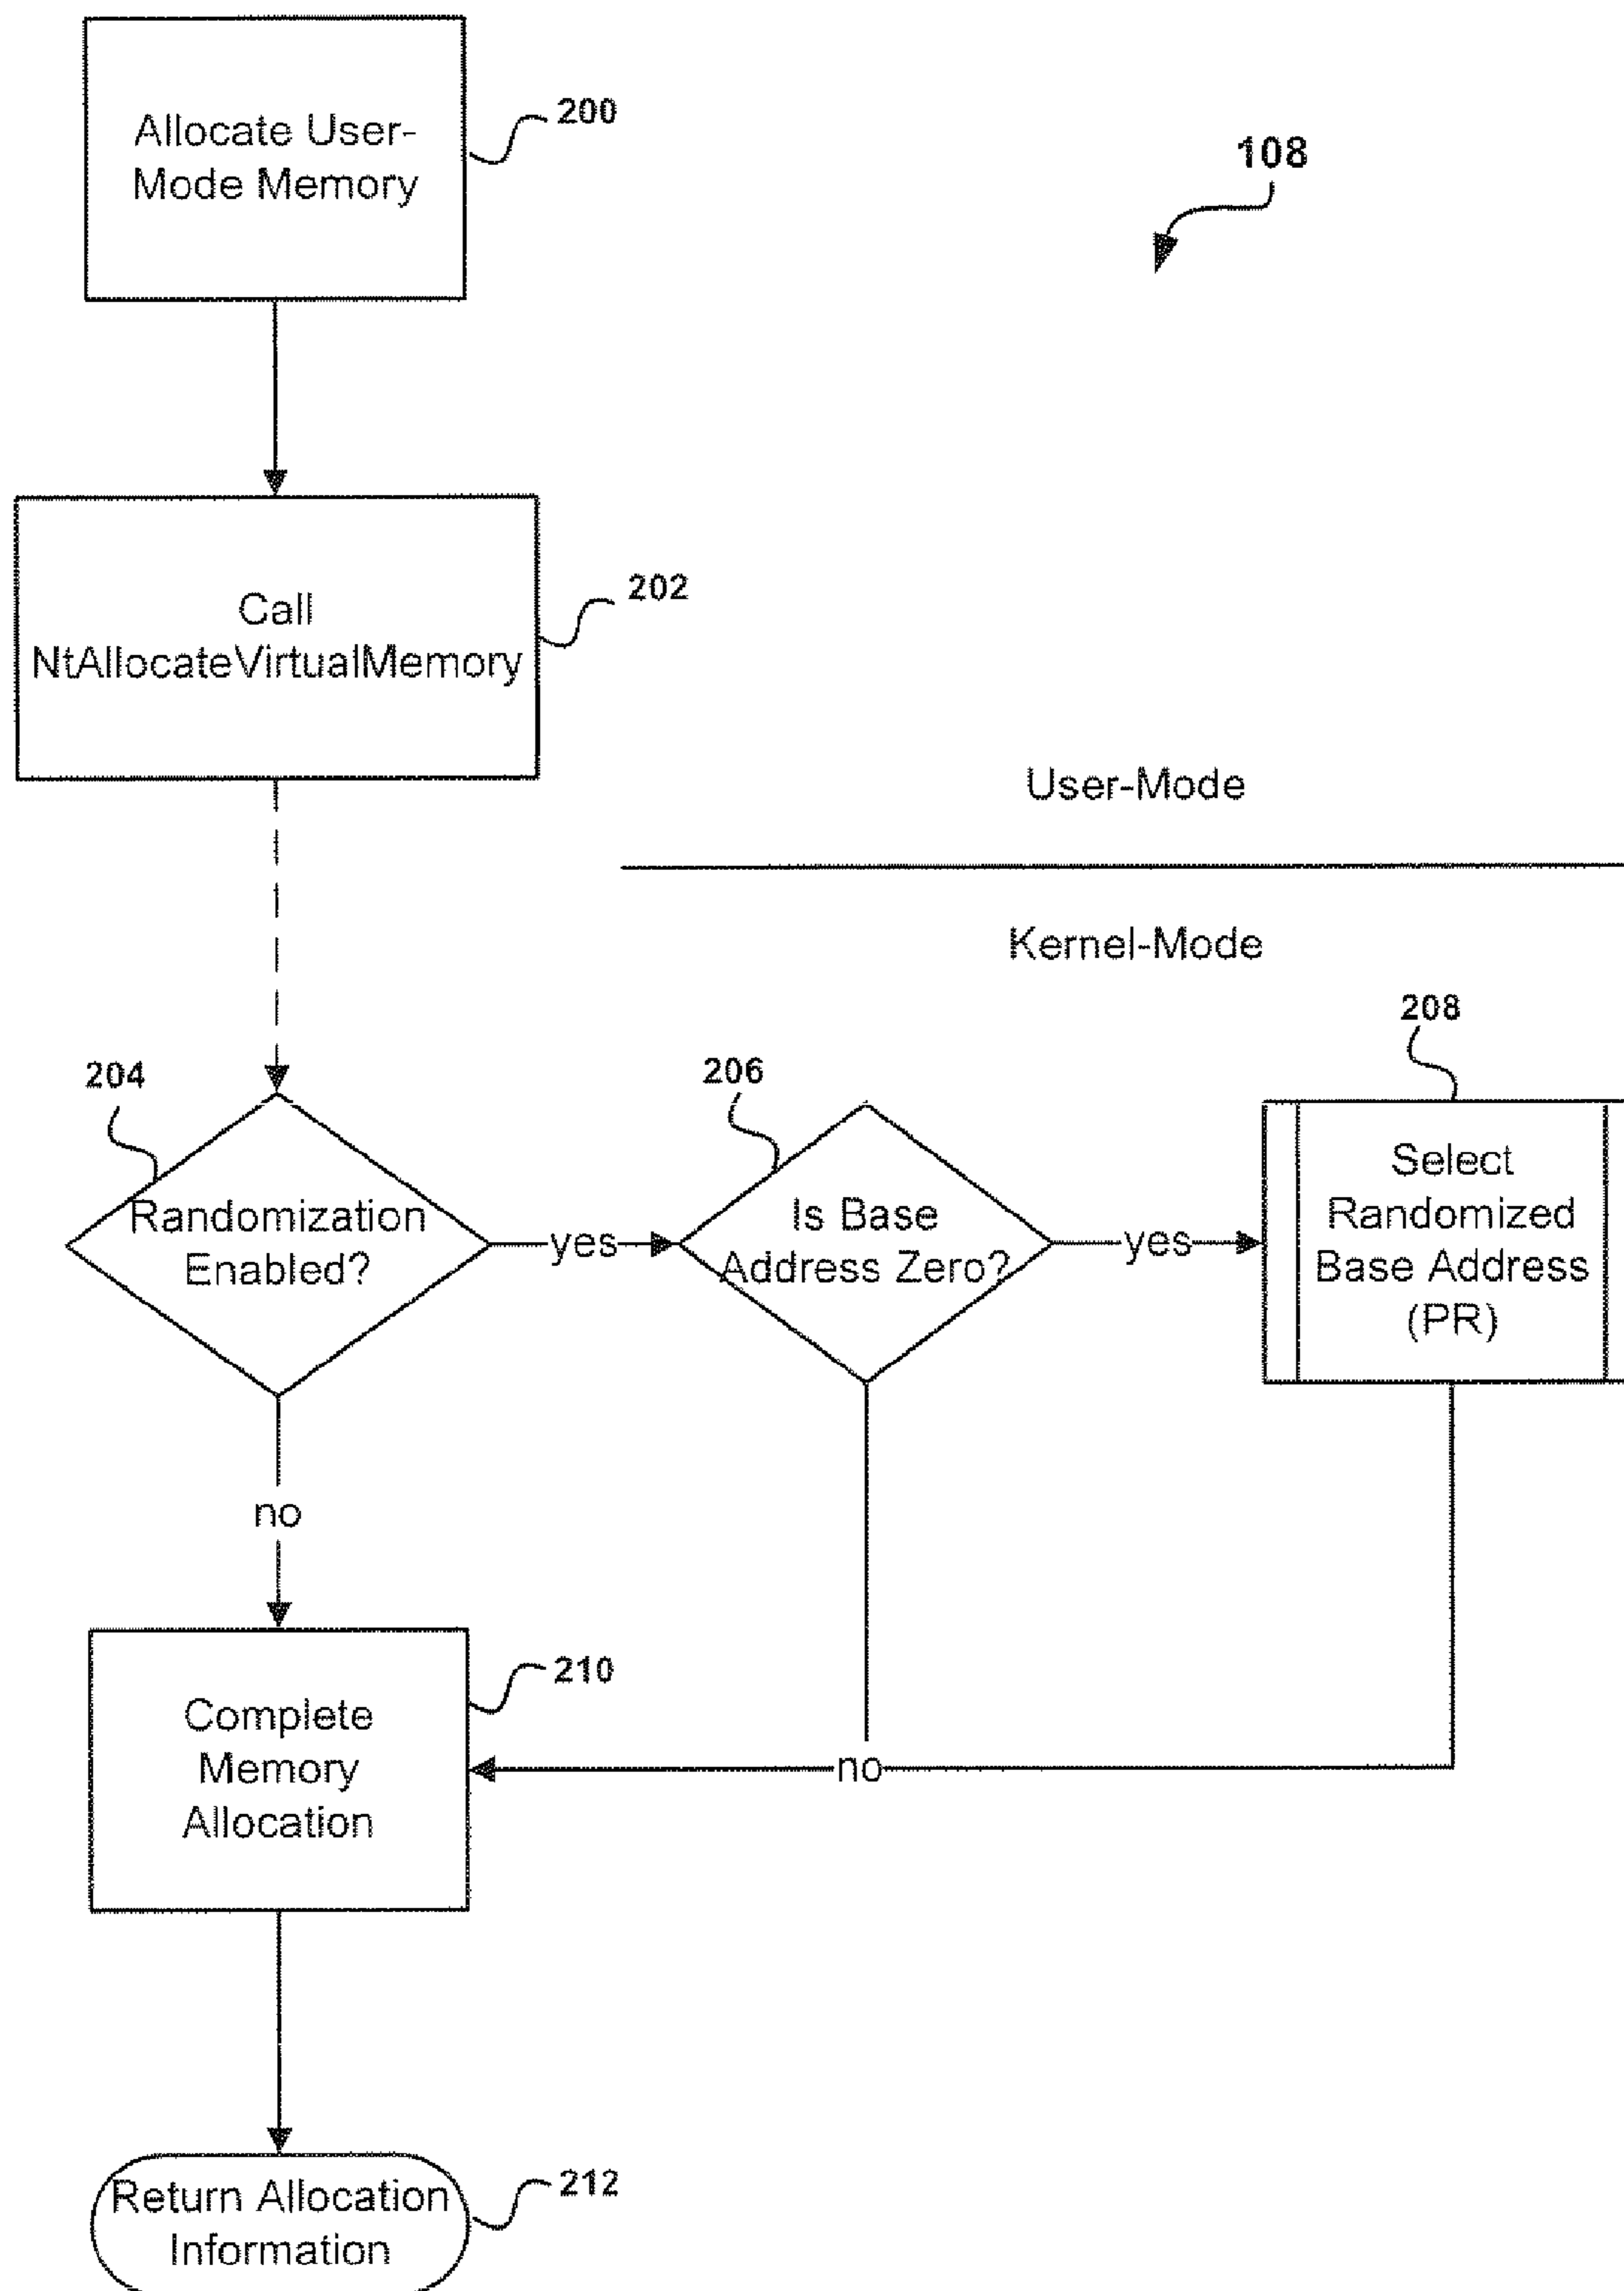 Allocate User-
Mode Memory
200
108
Call
NtAllocateVirtualMemory
202
User-Mode
Kernel-Mode
204
Randomization
Enabled?
yes
206
Is Base
Address Zero?
yes
208
Select
Randomized
Base Address
(PR)
no
210
Complete
Memory
Allocation
no
Return Allocation
Information
212